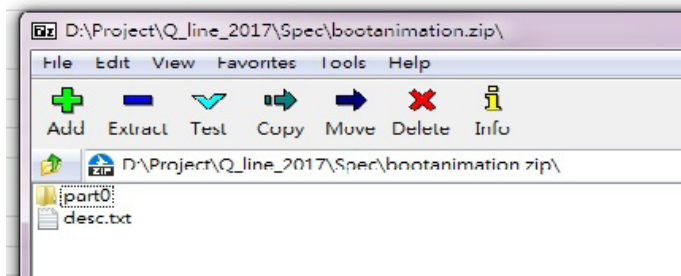 D:\Project\Q_line_2017\Spec\bootanimation.zip\
File Edit View Favorites Tools Help
Add Extract Test Copy Move Delete Info
D:\Project\Q_line_2017\Spec\bootanimation.zip\
part0
desc.txt